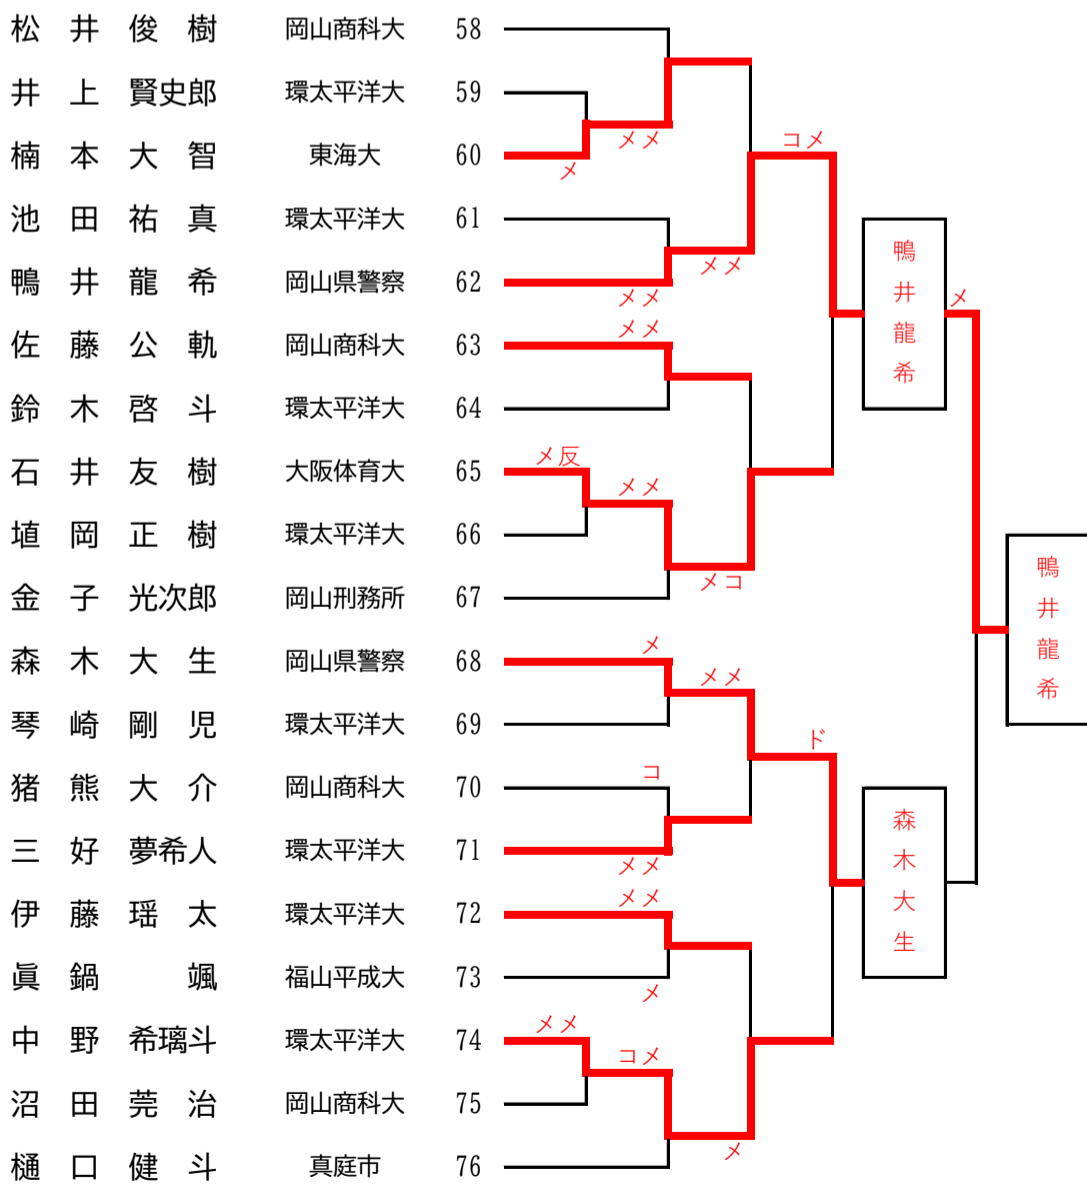 松井俊樹 岡山商科大 58
井上賢史郎 環太平洋大 59
メメ コメ
楠本大智 東海大 60
メ
池田祐真 環太平洋大 61
メメ
鴨井龍希 岡山県警察 62
メメ
鴨井龍希
メ
メメ
佐藤公軌 岡山商科大 63
鈴木啓斗 環太平洋大 64
メ反
石井友樹 大阪体育大 65
メメ
埴岡正樹 環太平洋大 66
メコ
金子光次郎 岡山刑務所 67
鴨井龍希
メ
森木大生 岡山県警察 68
メメ
琴崎剛児 環太平洋大 69
ド
コ
猪熊大介 岡山商科大 70
三好夢希人 環太平洋大 71
メメ
森木大生
メメ
伊藤瑶太 環太平洋大 72
眞鍋颯 福山平成大 73
メ
メメ
中野希璃斗 環太平洋大 74
コメ
沼田莞治 岡山商科大 75
メ
樋口健斗 真庭市 76